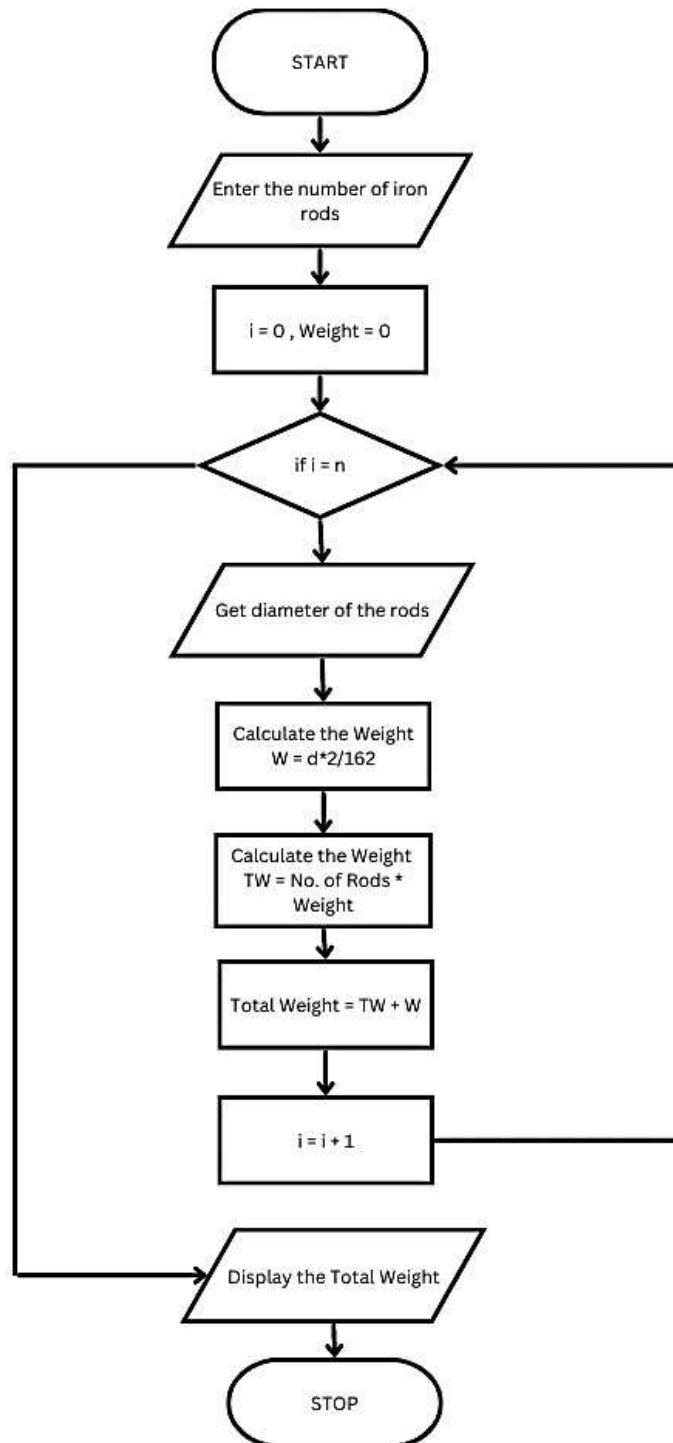 START
Enter the number of iron
rods
i = 0 , Weight = 0
if i = n
Get diameter of the rods
Calculate the Weight
W = d*2/162
Calculate the Weight
TW = No. of Rods *
Weight
Total Weight = TW + W
i = i + 1
Display the Total Weight
STOP